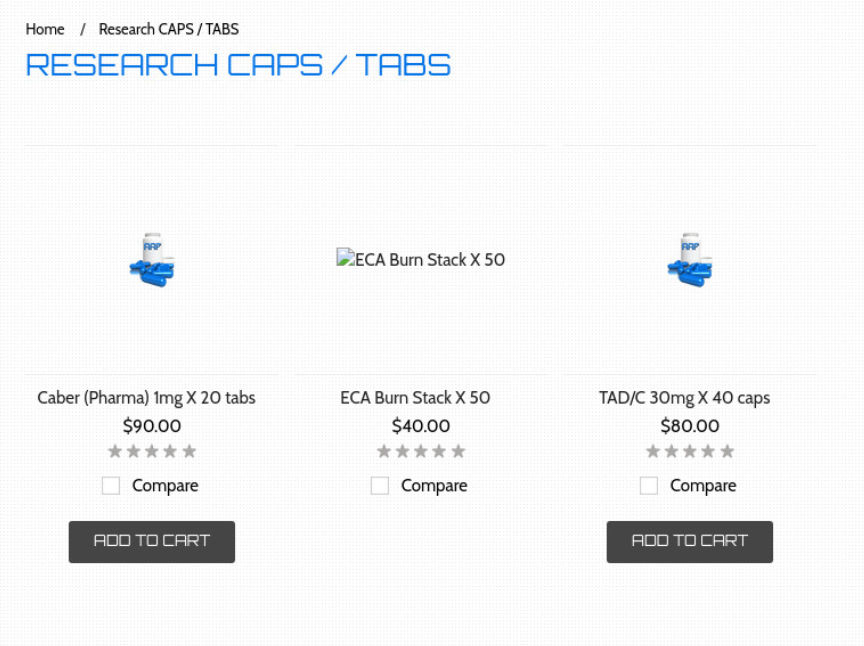 Home / Research CAPS / TABS
RESEARCH CAPS / TABS
ARP
ECA Burn Stack X 50
ARP
Caber (Pharma) 1mg X 20 tabs
ECA Burn Stack X 50
TAD/C 30mg X 40 caps
$90.00
$40.00
$80.00
Compare
Compare
Compare
ADD TO CART
ADD TO CART